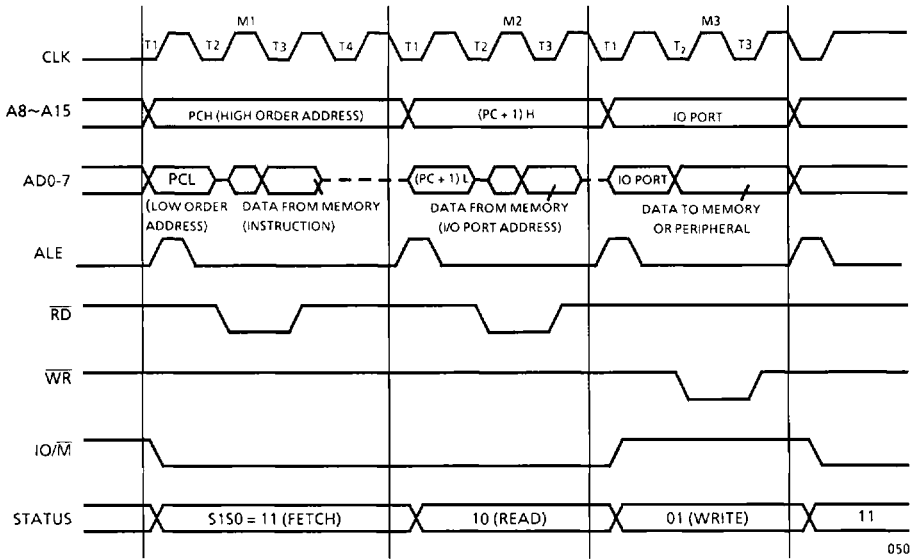 M1 M2 M3
CLK T1 T2 T3 T4 T1 T2 T3 T1 T2 T3
A8~A15 PCH (HIGH ORDER ADDRESS) (PC + 1) H IO PORT
AD0-7 PCL (PC + 1) L IO PORT
(LOW ORDER ADDRESS)
DATA FROM MEMORY
(INSTRUCTION)
DATA FROM MEMORY
(I/O PORT ADDRESS)
DATA TO MEMORY
OR PERIPHERAL
ALE
RD
WR
IO/M
STATUS S1S0 = 11 (FETCH) 10 (READ) 01 (WRITE) 11
050